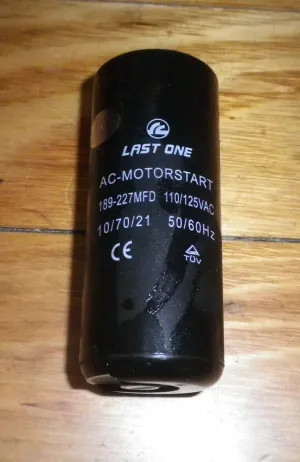 LAST ONE
AC-MOTORSTART
189-227MFD 110/125VAC
10/70/21 50/60Hz
CE TÜV